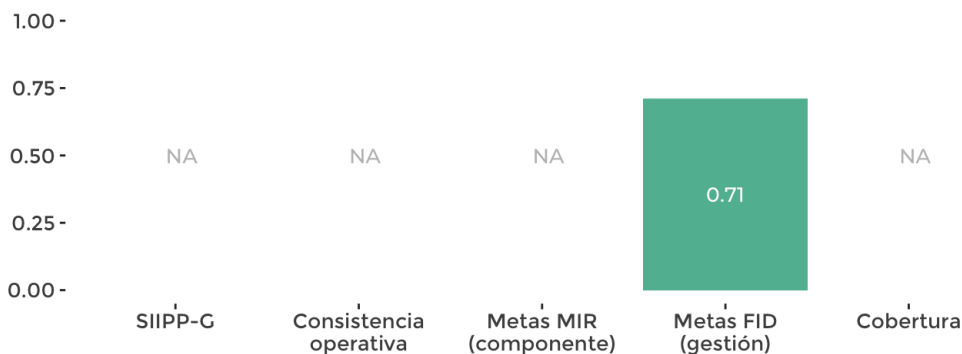 1.00
0.75
0.50
0.25
0.00
NA
NA
NA
0.71
NA
SIIPP-G
Consistencia
operativa
Metas MIR
(componente)
Metas FID
(gestión)
Cobertura